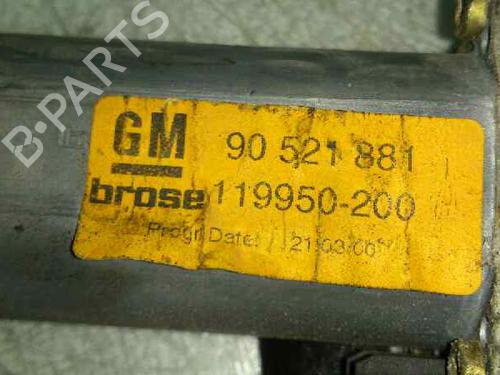 B-PARTS
GM 90 521 881
brose 119950-200
Progr.Date: 21.03.00